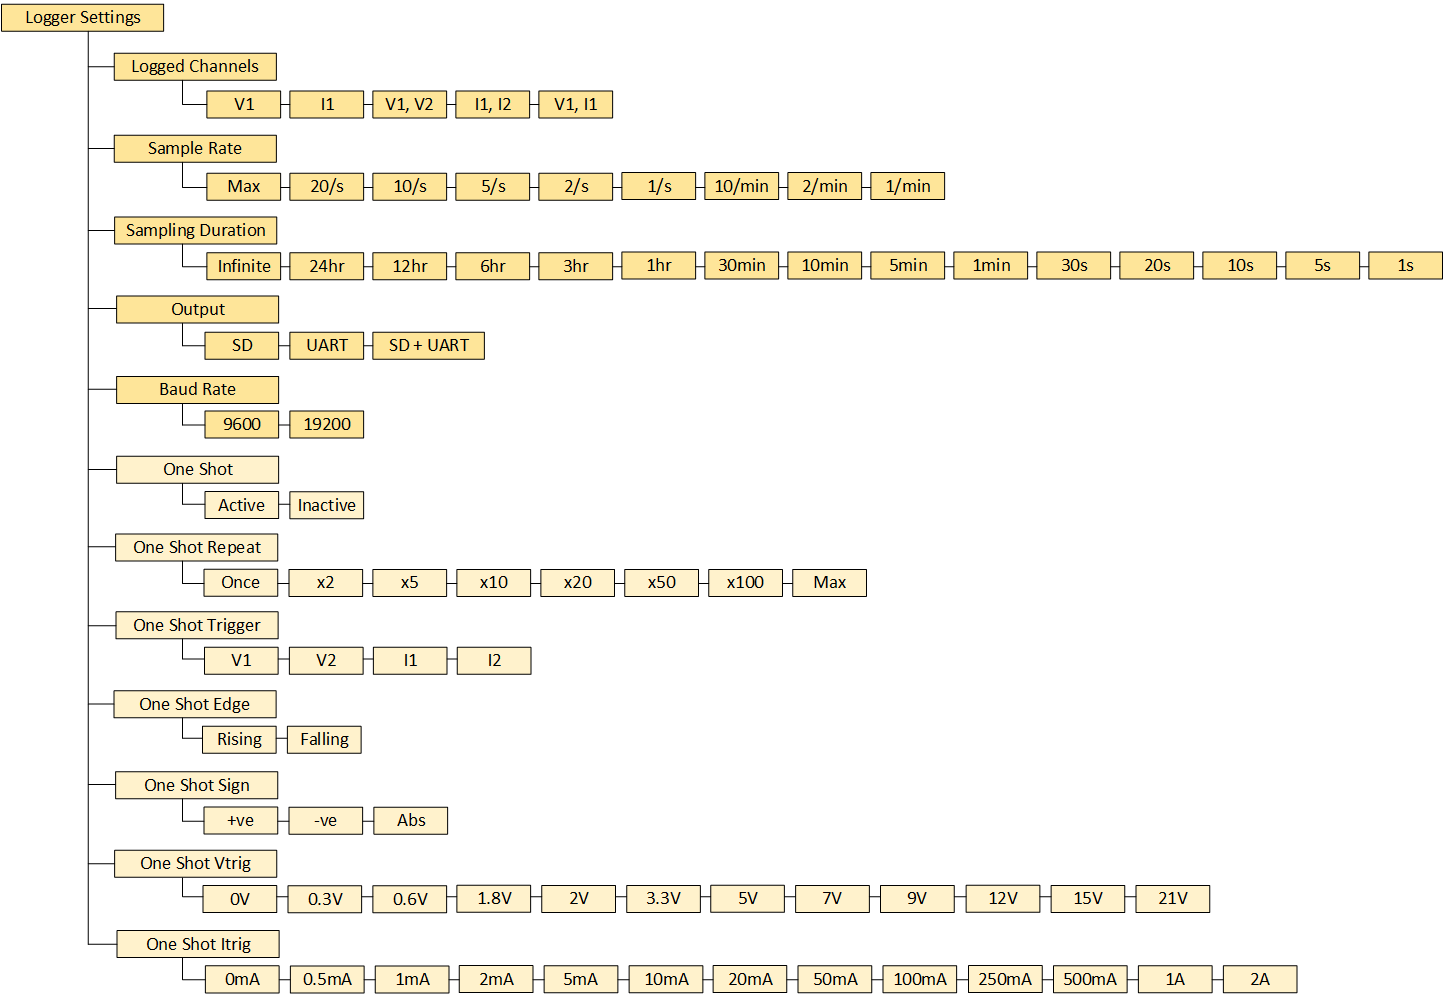 Logger Settings
Logged Channels
V1 I1 V1, V2 I1, I2 V1, I1
Sample Rate
Max 20/s 10/s 5/s 2/s 1/s 10/min 2/min 1/min
Sampling Duration
Infinite 24hr 12hr 6hr 3hr 1hr 30min 10min 5min 1min 30s 20s 10s 5s 1s
Output
SD UART SD + UART
Baud Rate
9600 19200
One Shot
Active Inactive
One Shot Repeat
Once x2 x5 x10 x20 x50 x100 Max
One Shot Trigger
V1 V2 I1 I2
One Shot Edge
Rising Falling
One Shot Sign
+ve -ve Abs
One Shot Vtrig
0V 0.3V 0.6V 1.8V 2V 3.3V 5V 7V 9V 12V 15V 21V
One Shot Itrig
0mA 0.5mA 1mA 2mA 5mA 10mA 20mA 50mA 100mA 250mA 500mA 1A 2A